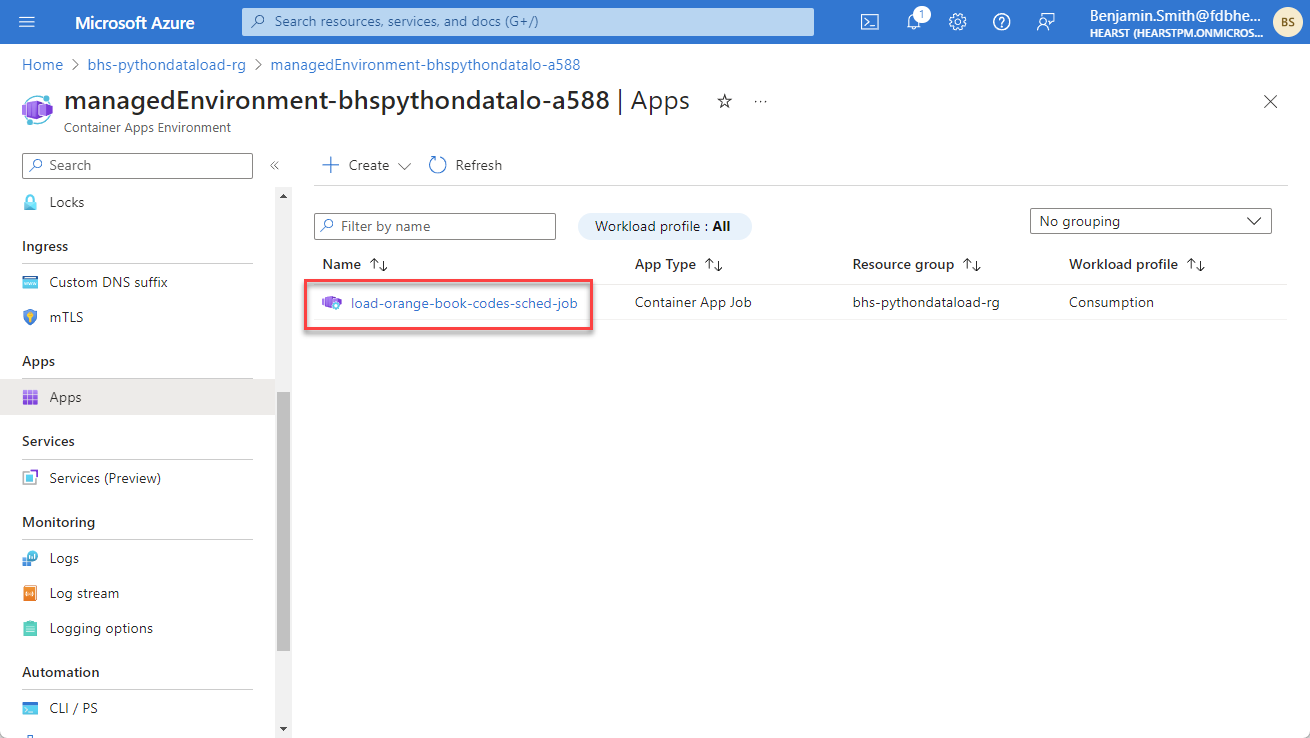 Microsoft Azure
Search resources, services, and docs (G+/)
1
Benjamin.Smith@fdbhe...
HEARST (HEARSTPM.ONMICROS...
BS
Home > bhs-pythondataload-rg > managedEnvironment-bhspythondatalo-a588
managedEnvironment-bhspythondatalo-a588 | Apps
Container Apps Environment
Search
Create
Refresh
Locks
Ingress
Custom DNS suffix
mTLS
Apps
Apps
Services
Services (Preview)
Monitoring
Logs
Log stream
Logging options
Automation
CLI / PS
Filter by name
Workload profile : All
No grouping
Name App Type Resource group Workload profile
load-orange-book-codes-sched-job Container App Job bhs-pythondataload-rg Consumption